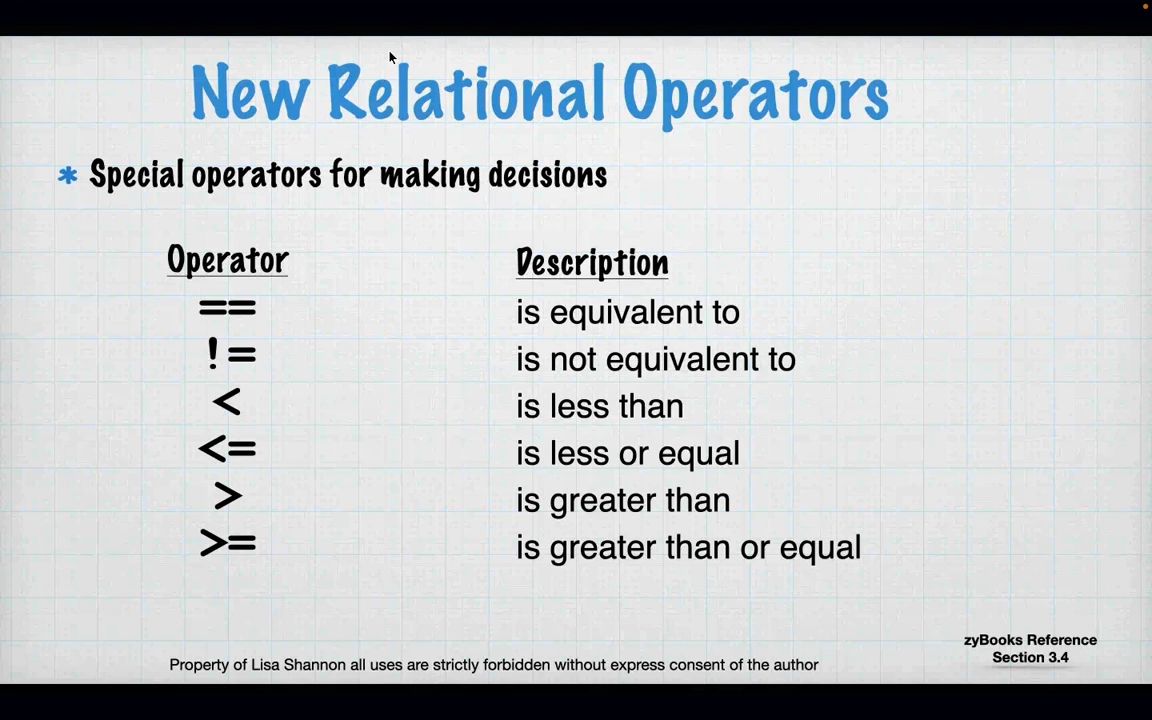 New Relational Operators
* Special operators for making decisions
Operator Description
== is equivalent to
!= is not equivalent to
< is less than
<= is less or equal
> is greater than
>= is greater than or equal
zyBooks Reference
Section 3.4
Property of Lisa Shannon all uses are strictly forbidden without express consent of the author